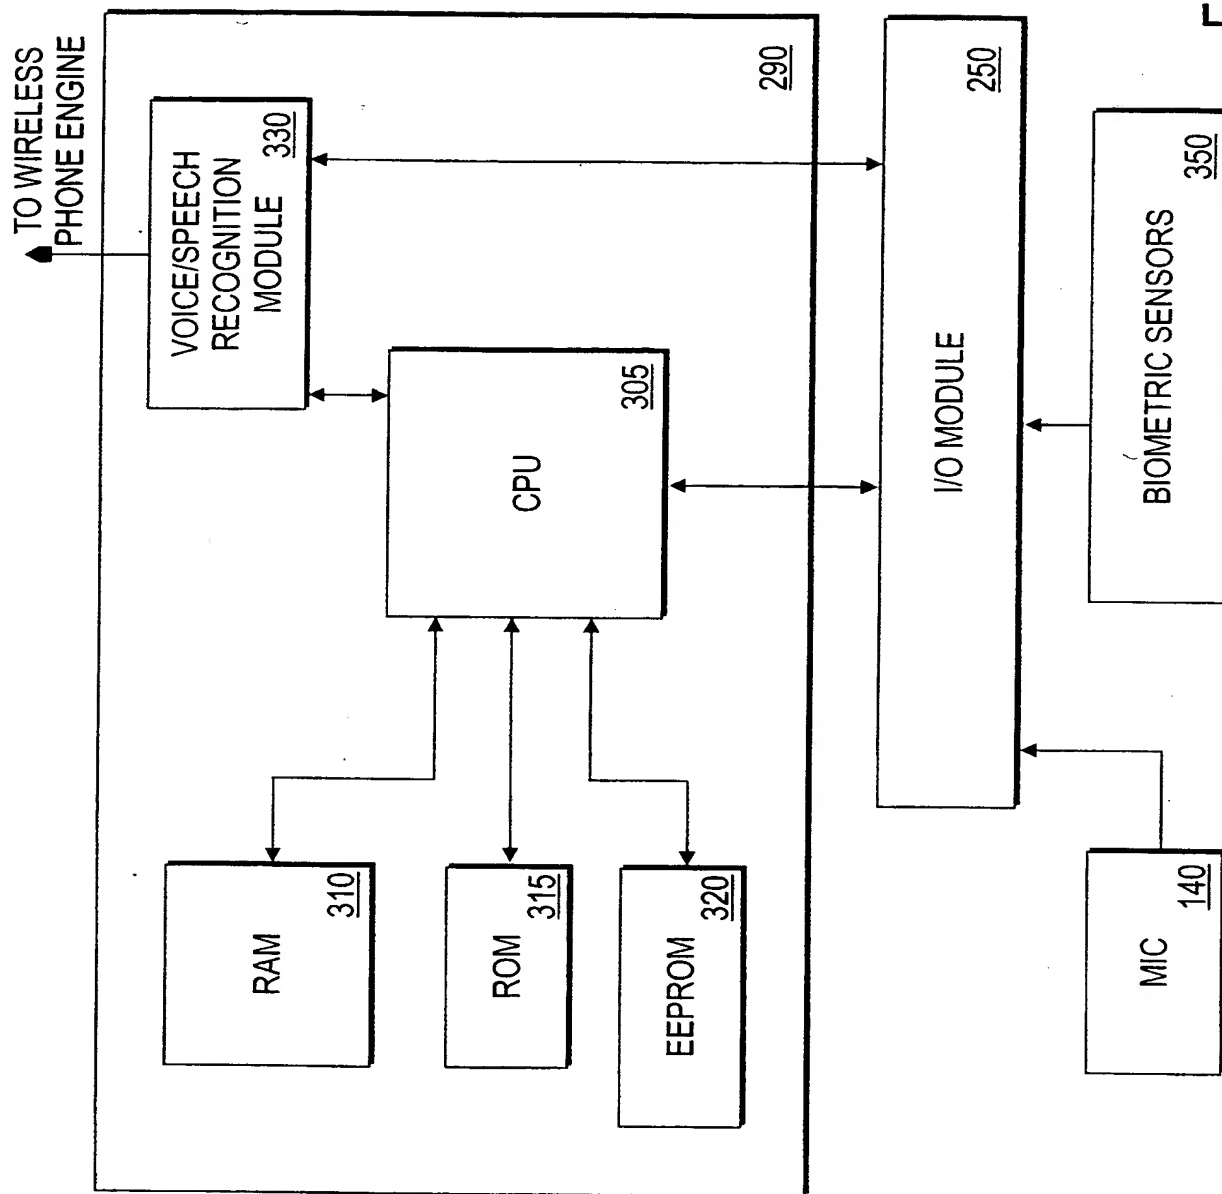 TO WIRELESS
PHONE ENGINE
VOICE/SPEECH
RECOGNITION
MODULE
330
290
RAM
310
ROM
315
EEPROM
320
CPU
305
I/O MODULE
250
MIC
140
BIOMETRIC SENSORS
350